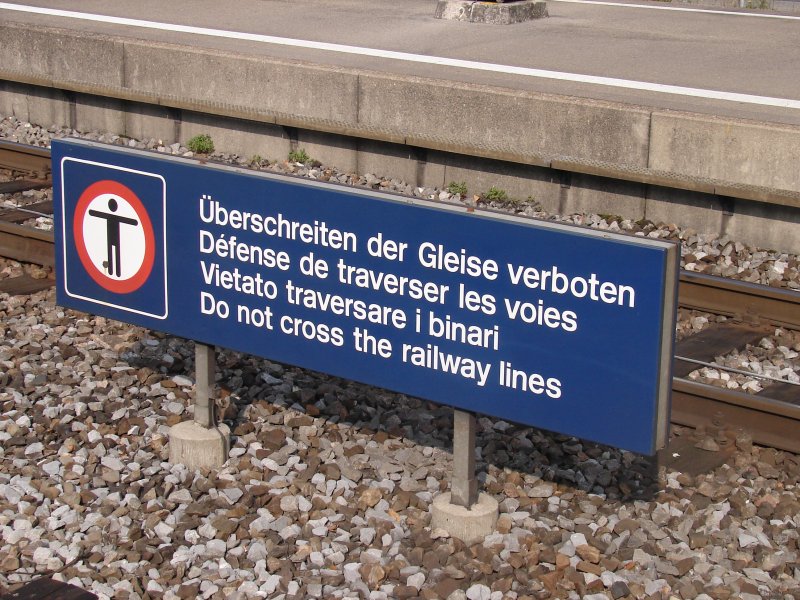 Überschreiten der Gleise verboten
Défense de traverser les voies
Vietato traversare i binari
Do not cross the railway lines